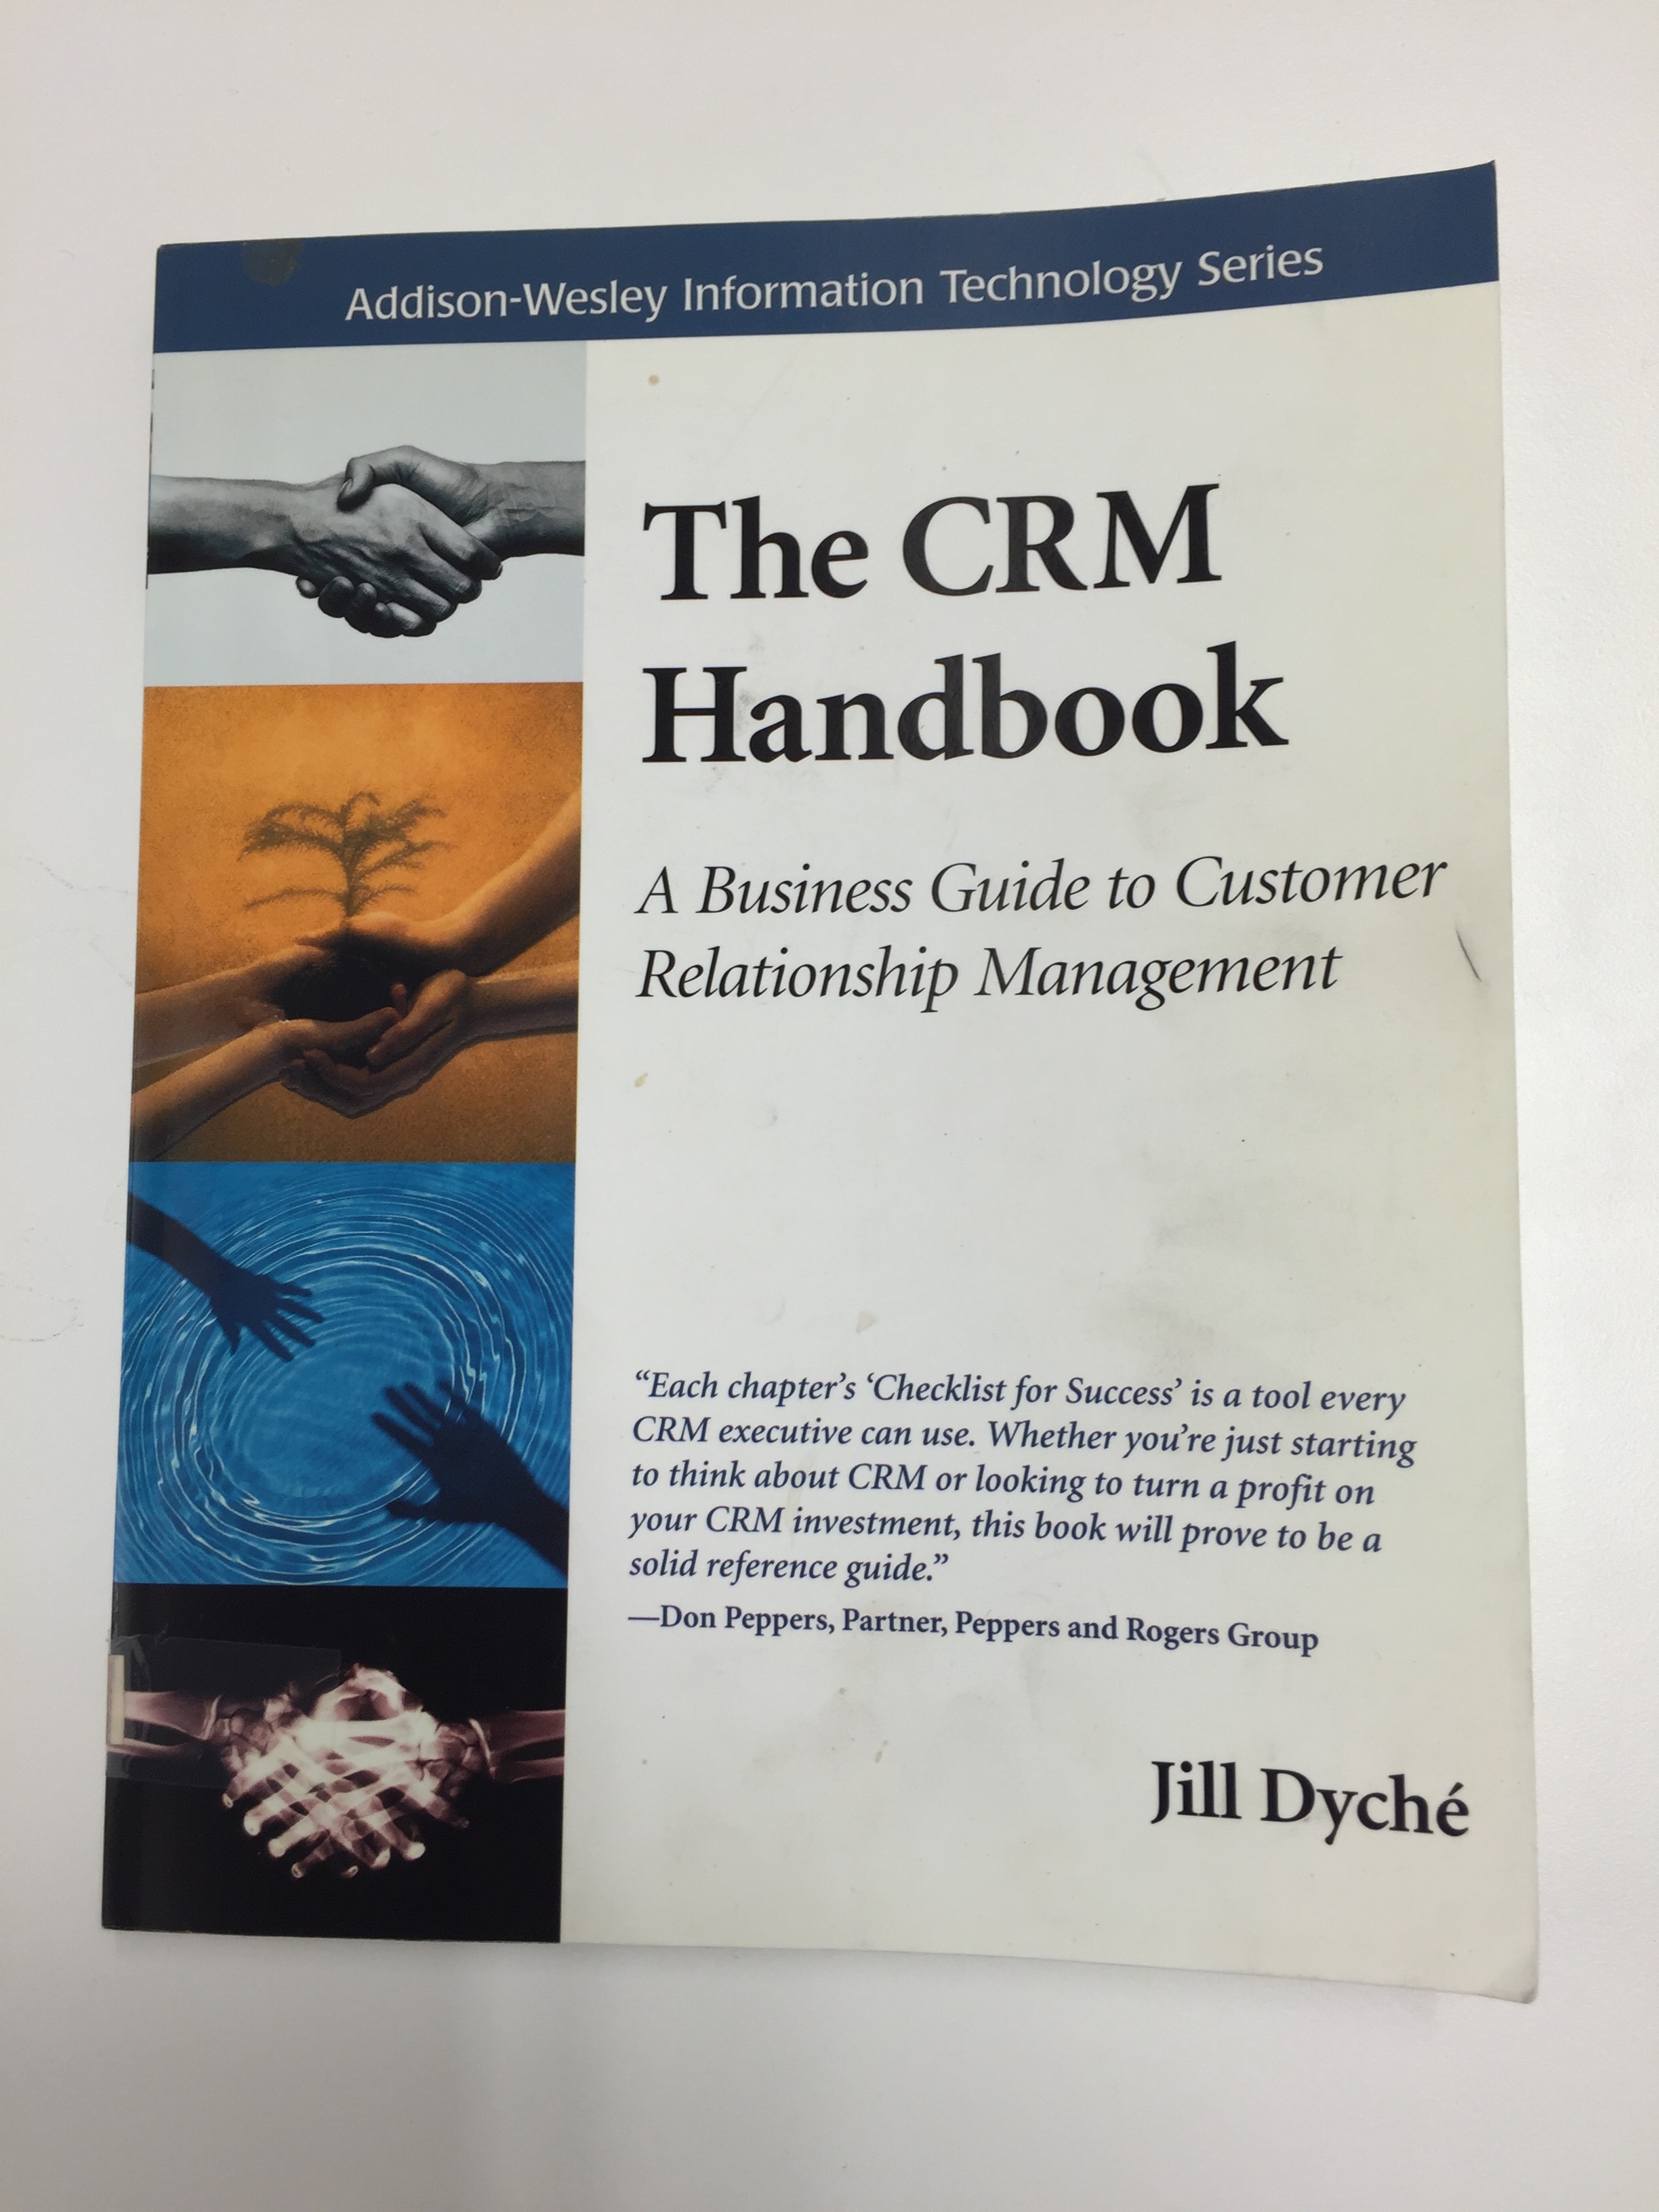 Addison-Wesley Information Technology Series
The CRM
Handbook
A Business Guide to Customer
Relationship Management
“Each chapter’s ‘Checklist for Success’ is a tool every
CRM executive can use. Whether you’re just starting
to think about CRM or looking to turn a profit on
your CRM investment, this book will prove to be a
solid reference guide.”
—Don Peppers, Partner, Peppers and Rogers Group
Jill Dyché